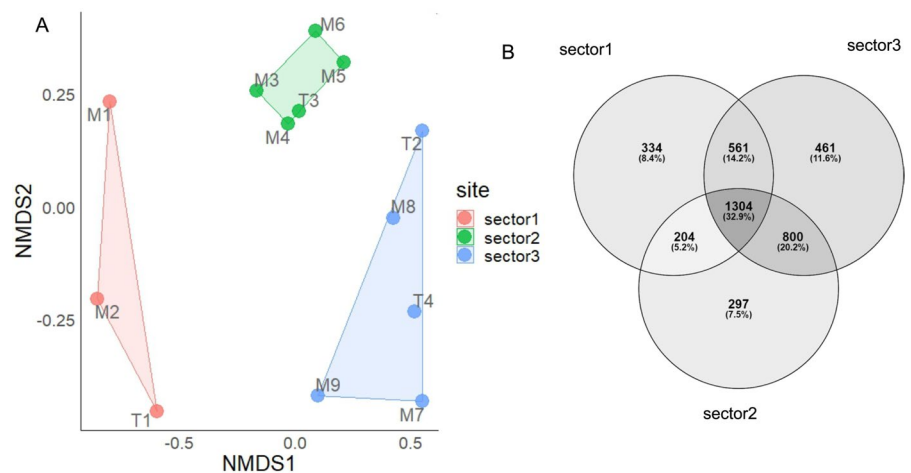 A
M6
M3
M5
T3
M4
M1
T2
M8
M2
T4
M9
T1
M7
0.25
0.00
-0.25
-0.5
0.0
0.5
NMDS1
NMDS2
site
sector1
sector2
sector3
B
sector1
sector3
334
(8.4%)
561
(14.2%)
461
(11.6%)
1304
(32.9%)
204
(5.2%)
800
(20.2%)
297
(7.5%)
sector2